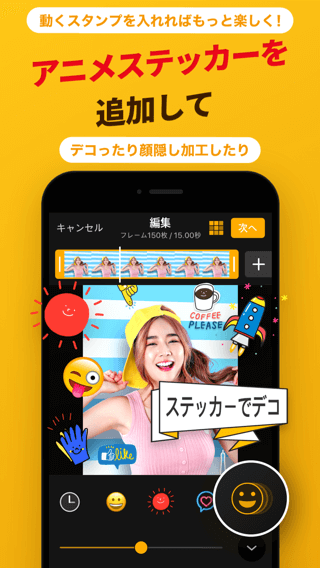 動くスタンプを入れればもっと楽しく!
アニメステッカーを
追加して
デコったり顔隠し加工したり
キャンセル
編集
フレーム150枚 / 15.00秒
次へ
COFFEE
PLEASE
ステッカーでデコ
like